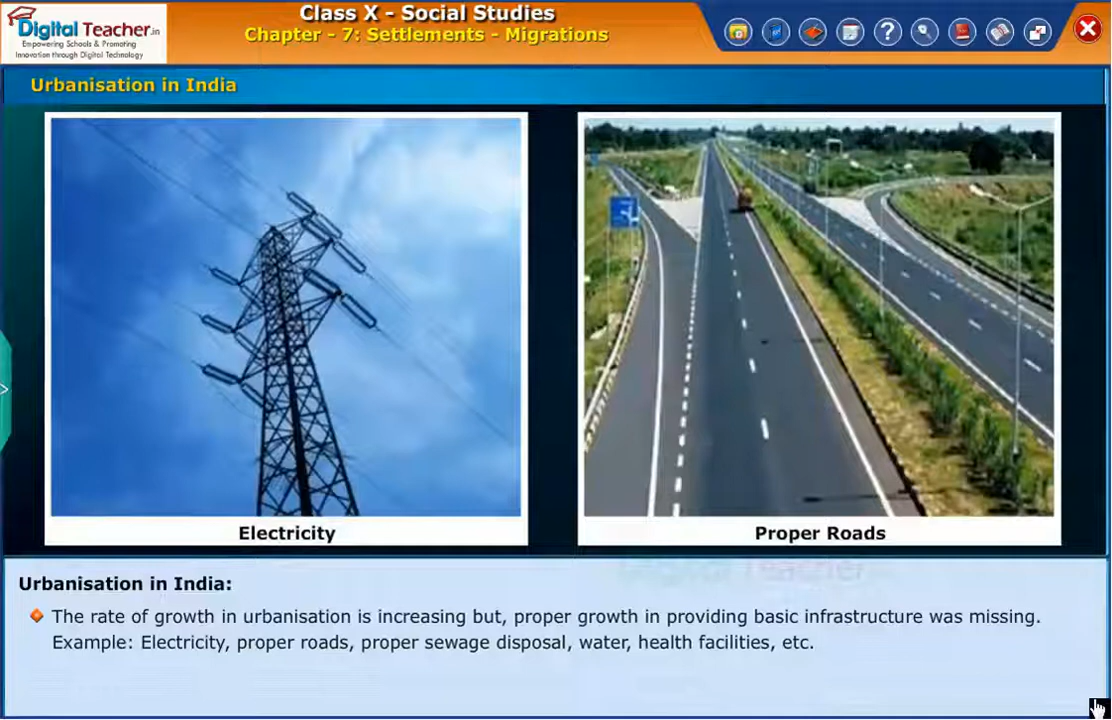 Digital Teacher.in
Empowering Schools & Promoting
Innovation through Digital Technology
Class X - Social Studies
Chapter - 7: Settlements - Migrations
Urbanisation in India
Electricity
Proper Roads
Digital Teacher
Urbanisation in India:
The rate of growth in urbanisation is increasing but, proper growth in providing basic infrastructure was missing.
Example: Electricity, proper roads, proper sewage disposal, water, health facilities, etc.